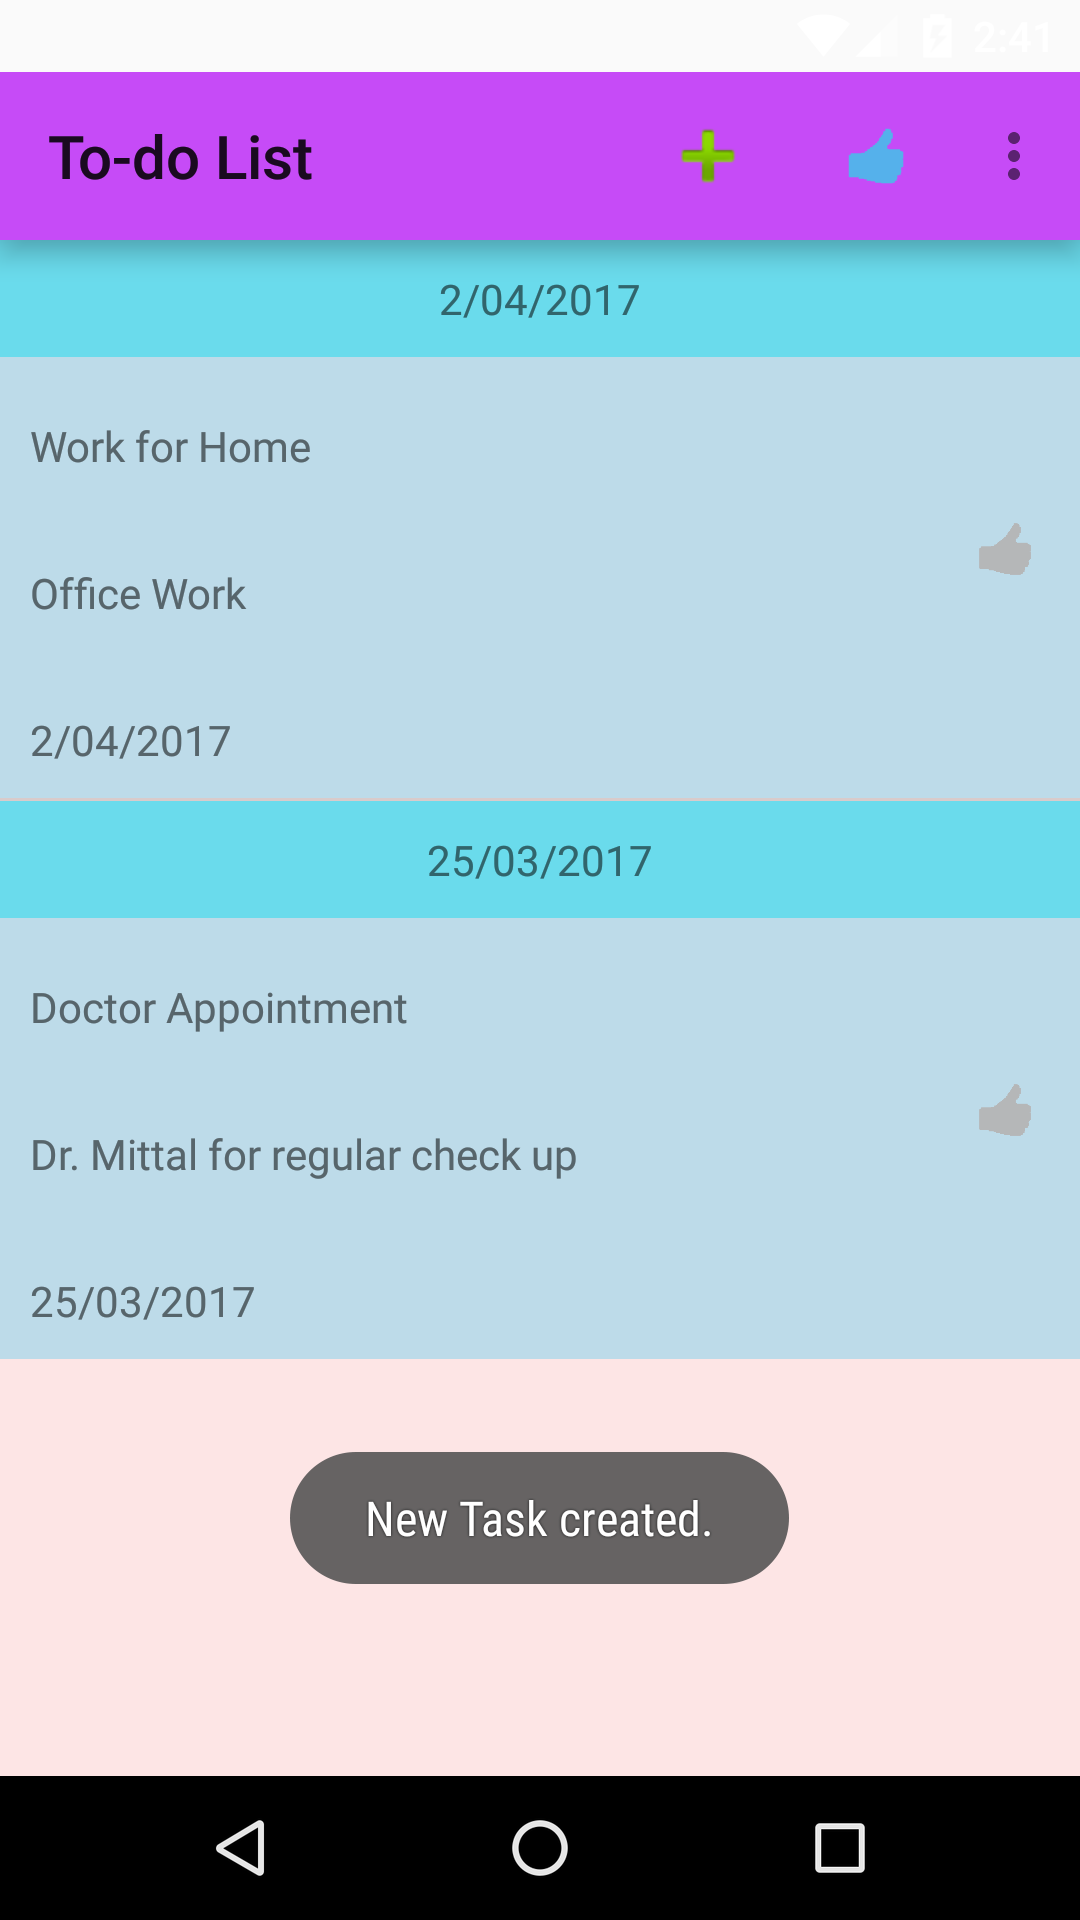 2:41
To-do List
2/04/2017
Work for Home
Office Work
2/04/2017
25/03/2017
Doctor Appointment
Dr. Mittal for regular check up
25/03/2017
New Task created.